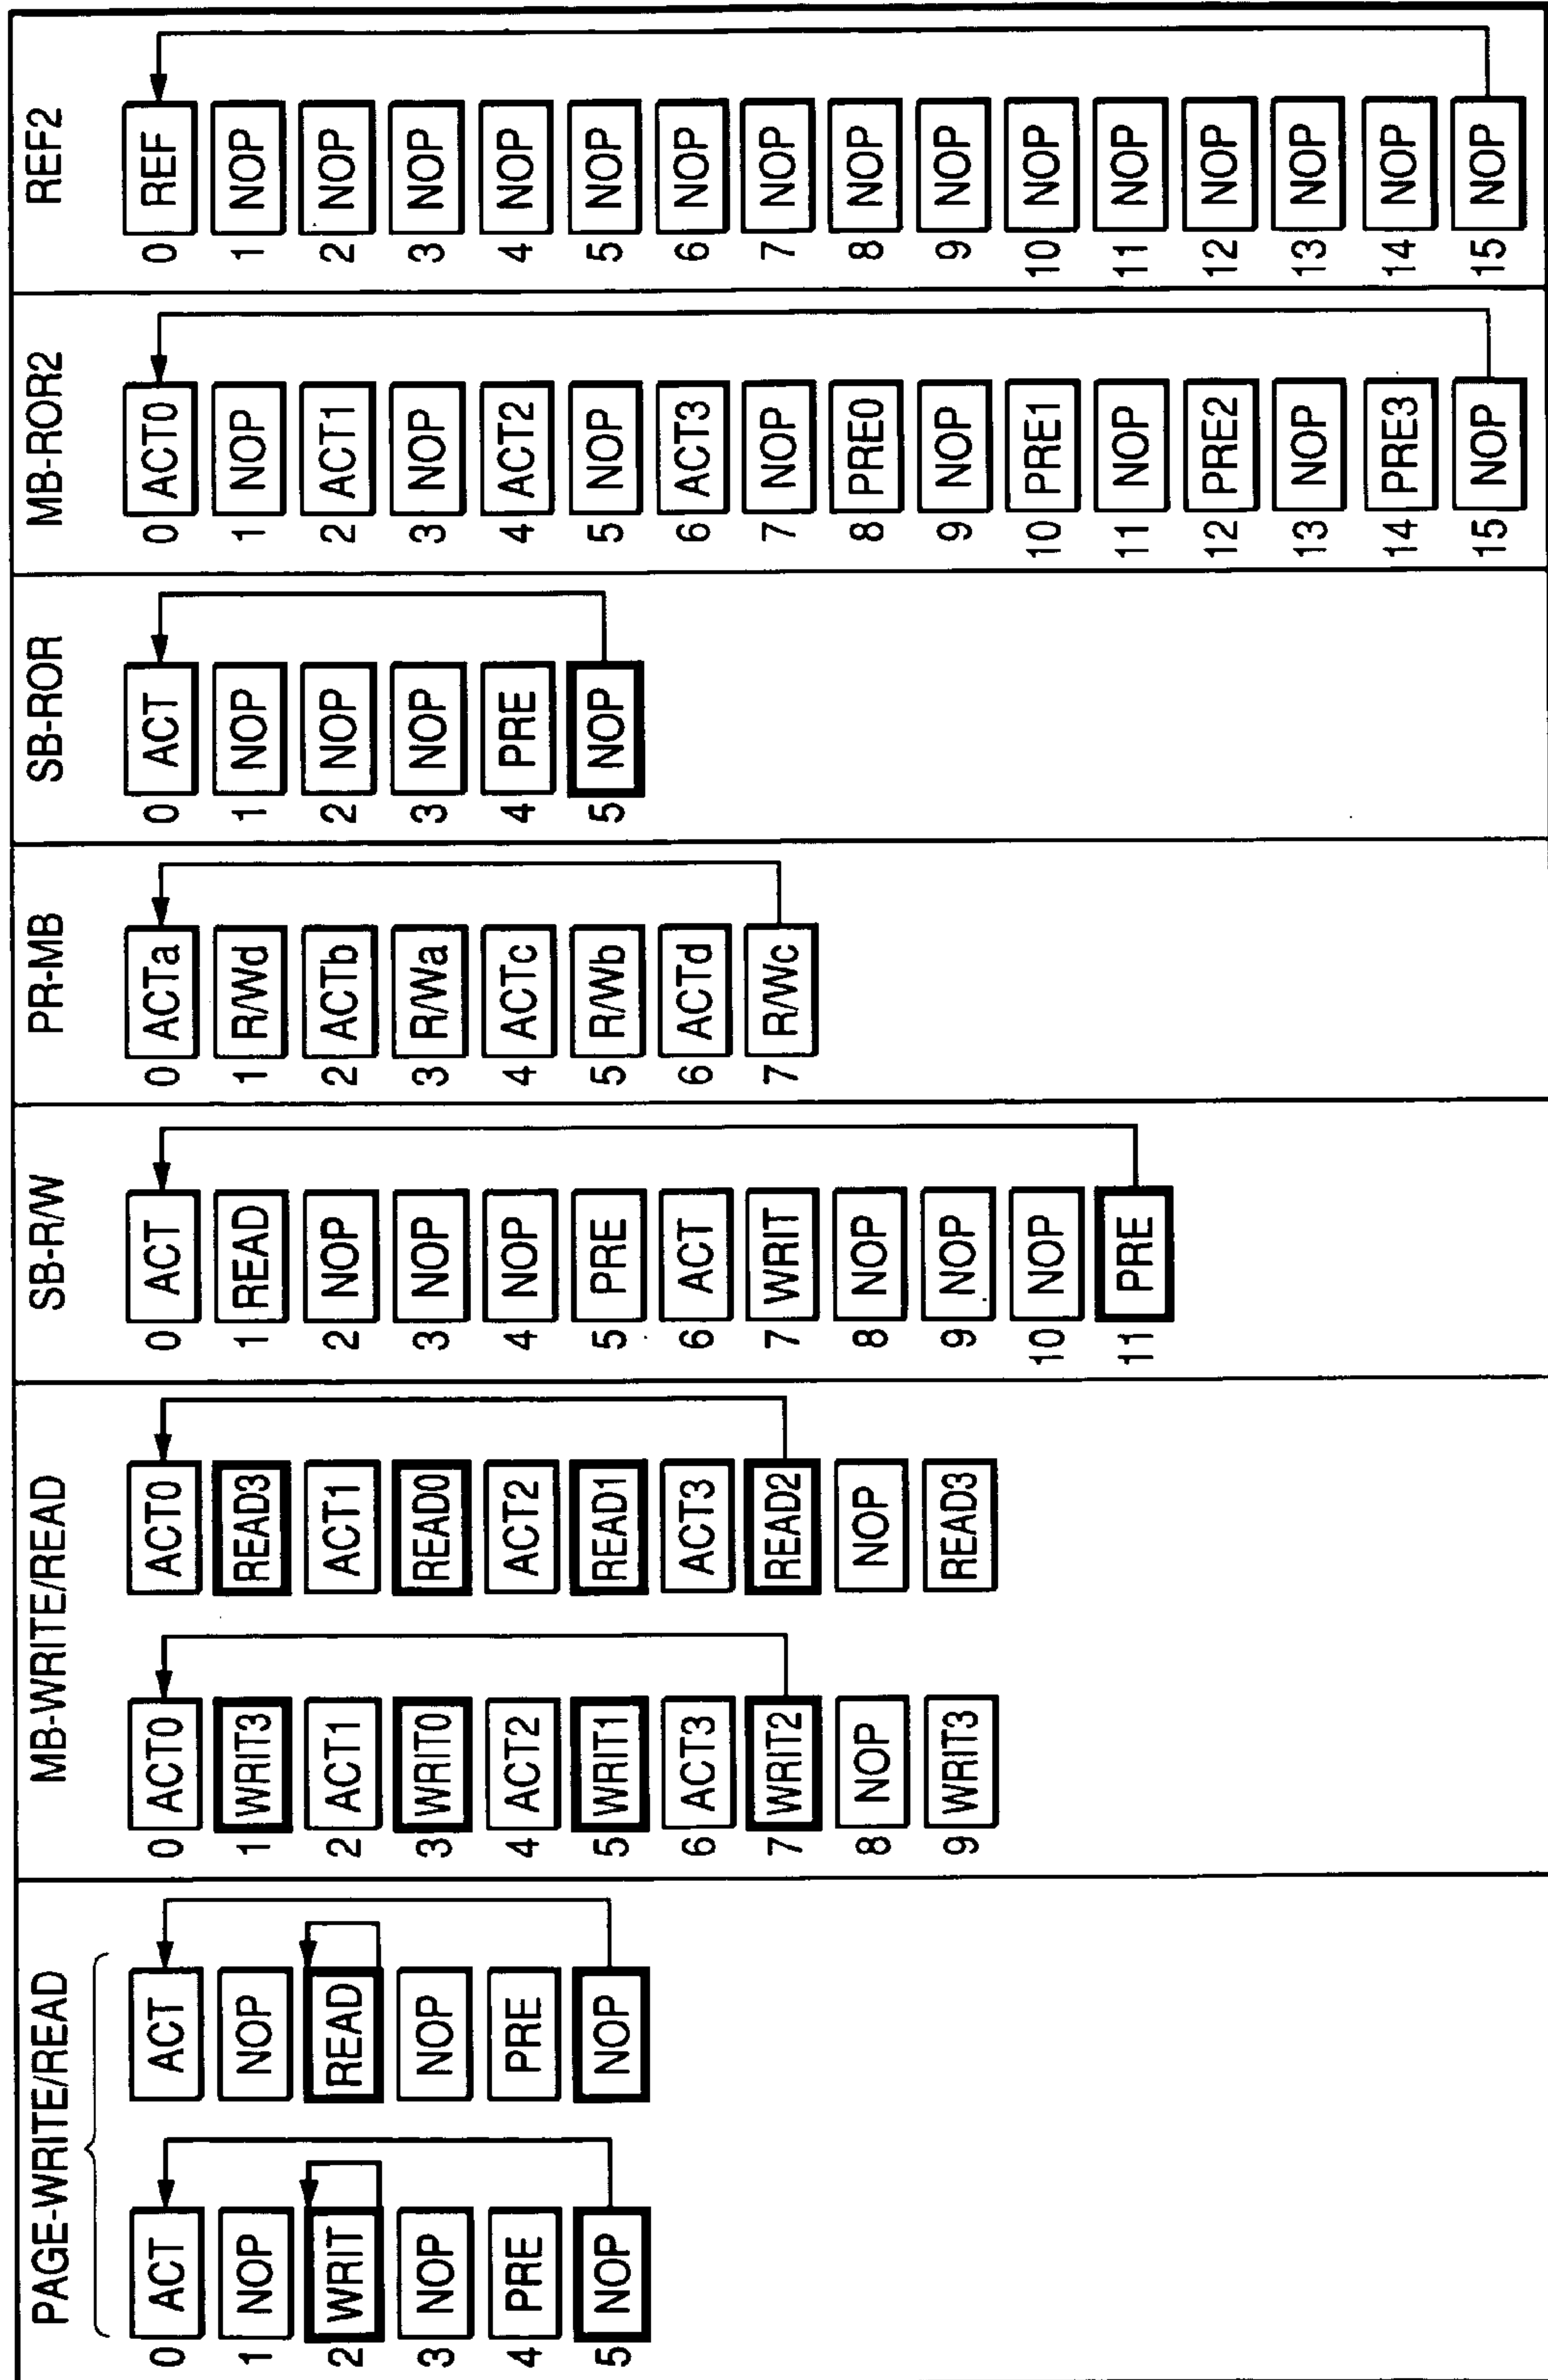 PAGE-WRITE/READ
0 ACT ACT
1 NOP NOP
2 WRIT READ
3 NOP NOP
4 PRE PRE
5 NOP NOP
MB-WRITE/READ
0 ACT0 ACT0
1 WRIT3 READ3
2 ACT1 ACT1
3 WRIT0 READ0
4 ACT2 ACT2
5 WRIT1 READ1
6 ACT3 ACT3
7 WRIT2 READ2
8 NOP NOP
9 WRIT3 READ3
SB-R/W
0 ACT
1 READ
2 NOP
3 NOP
4 NOP
5 PRE
6 ACT
7 WRIT
8 NOP
9 NOP
10 NOP
11 PRE
PR-MB
0 ACTa
1 R/Wd
2 ACTb
3 R/Wa
4 ACTc
5 R/Wb
6 ACTd
7 R/Wc
SB-ROR
0 ACT
1 NOP
2 NOP
3 NOP
4 PRE
5 NOP
MB-ROR2
0 ACT0
1 NOP
2 ACT1
3 NOP
4 ACT2
5 NOP
6 ACT3
7 NOP
8 PRE0
9 NOP
10 PRE1
11 NOP
12 PRE2
13 NOP
14 PRE3
15 NOP
REF2
0 REF
1 NOP
2 NOP
3 NOP
4 NOP
5 NOP
6 NOP
7 NOP
8 NOP
9 NOP
10 NOP
11 NOP
12 NOP
13 NOP
14 NOP
15 NOP